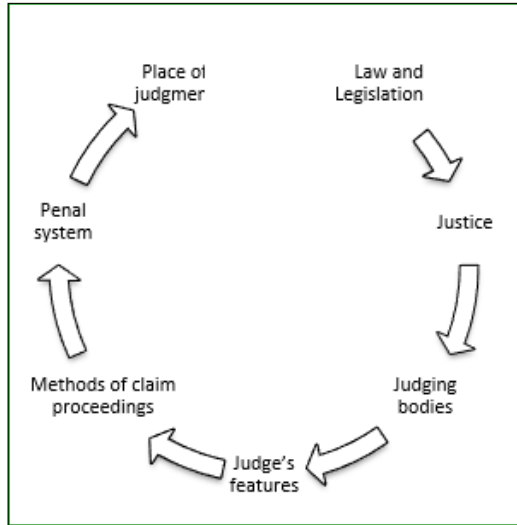 Place of
Law and
Legislation
Penal
system
Justice
Methods of claim
proceedings
Judging
bodies
Judge's
features